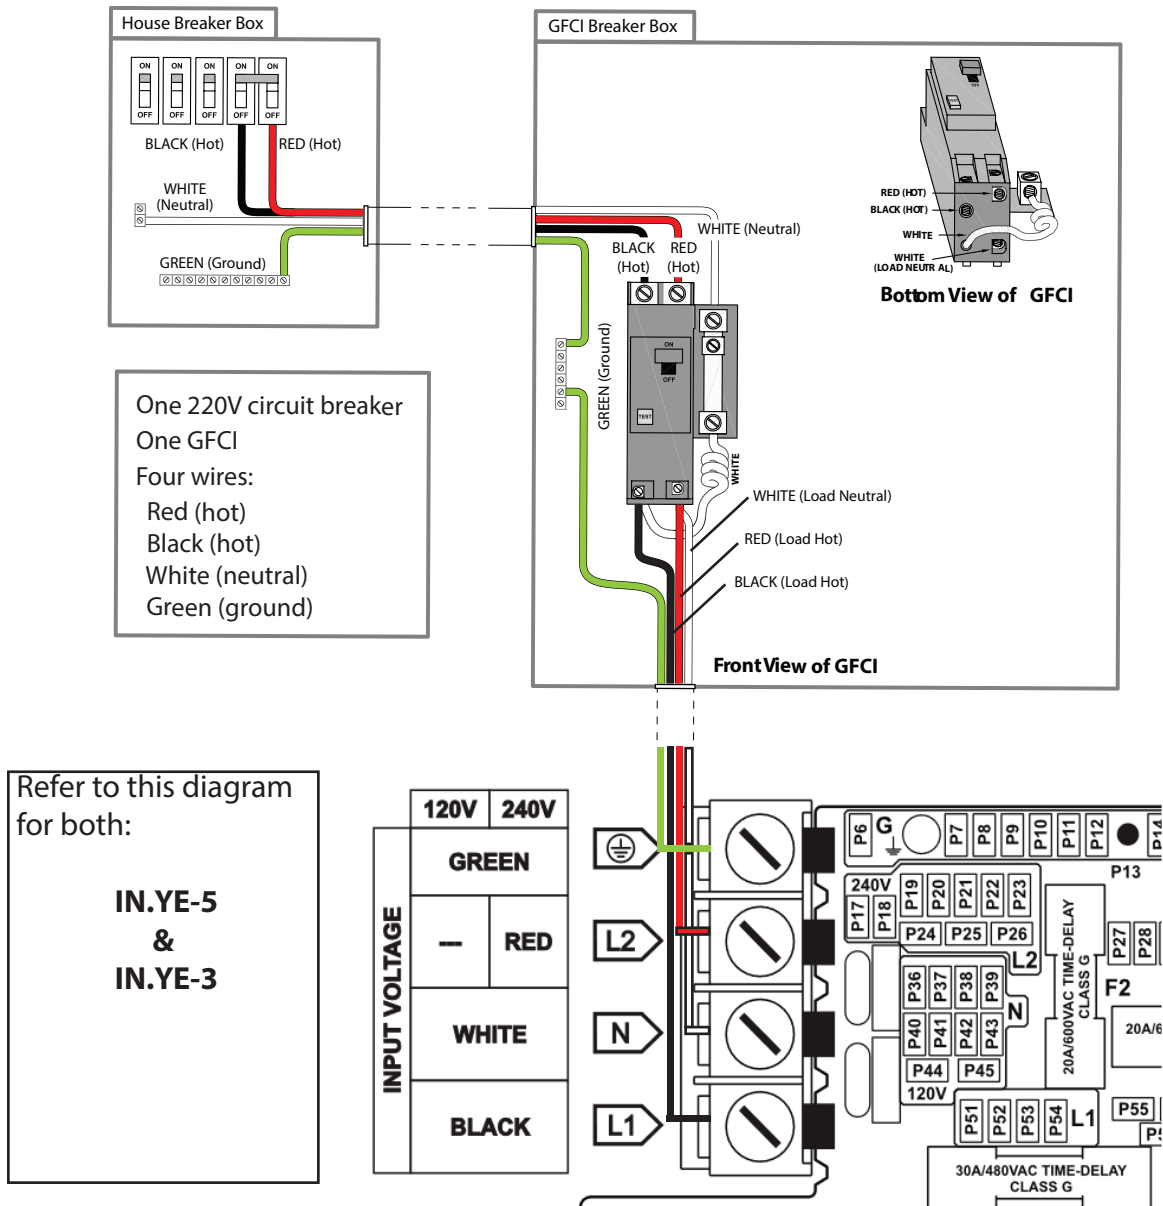 House Breaker Box
ON
ON
ON
ON
ON
OFF
OFF
OFF
OFF
OFF
BLACK (Hot)
RED (Hot)
WHITE
(Neutral)
GREEN (Ground)
GFCI Breaker Box
WHITE (Neutral)
BLACK
(Hot)
RED
(Hot)
GREEN (Ground)
ON
OFF
TEST
WHITE
WHITE (Load Neutral)
RED (Load Hot)
BLACK (Load Hot)
Front View of GFCI
OFF
RED (HOT)
BLACK (HOT)
WHITE
WHITE
(LOAD NEUTR AL)
Bottom View of GFCI
One 220V circuit breaker
One GFCI
Four wires:
Red (hot)
Black (hot)
White (neutral)
Green (ground)
Refer to this diagram
for both:
IN.YE-5
&
IN.YE-3
120V
240V
INPUT VOLTAGE
GREEN
---
RED
WHITE
BLACK
L2
N
L1
P6
G
P7
P8
P9
P10
P11
P12
P14
P13
240V
P17
P18
P19
P20
P21
P22
P23
P24
P25
P26
L2
P36
P37
P38
P39
N
P40
P41
P42
P43
P44
P45
120V
P51
P52
P53
P54
L1
20A/600VAC TIME-DELAY
CLASS G
P27
P28
F2
20A/6
P55
30A/480VAC TIME-DELAY
CLASS G